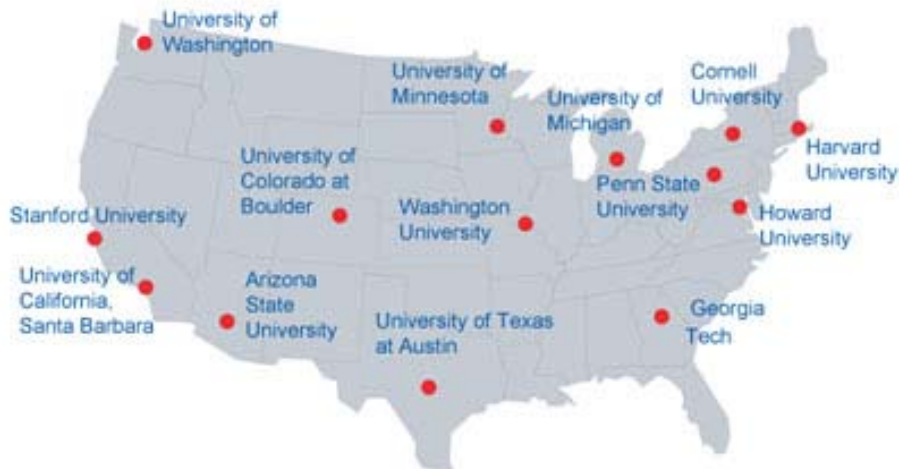 University of
Washington
University of
Minnesota
University of
Michigan
Cornell
University
Harvard
University
University of
Colorado at
Boulder
Penn State
University
Stanford University
Washington
University
Howard
University
University of
California,
Santa Barbara
Arizona
State
University
University of Texas
at Austin
Georgia
Tech